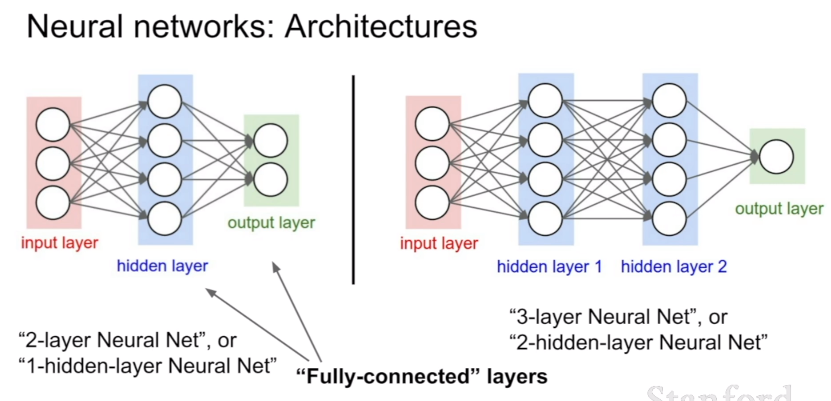 Neural networks: Architectures
input layer
hidden layer
output layer
input layer
hidden layer 1
hidden layer 2
output layer
“2-layer Neural Net”, or
“1-hidden-layer Neural Net”
“Fully-connected” layers
“3-layer Neural Net”, or
“2-hidden-layer Neural Net”
Stanford